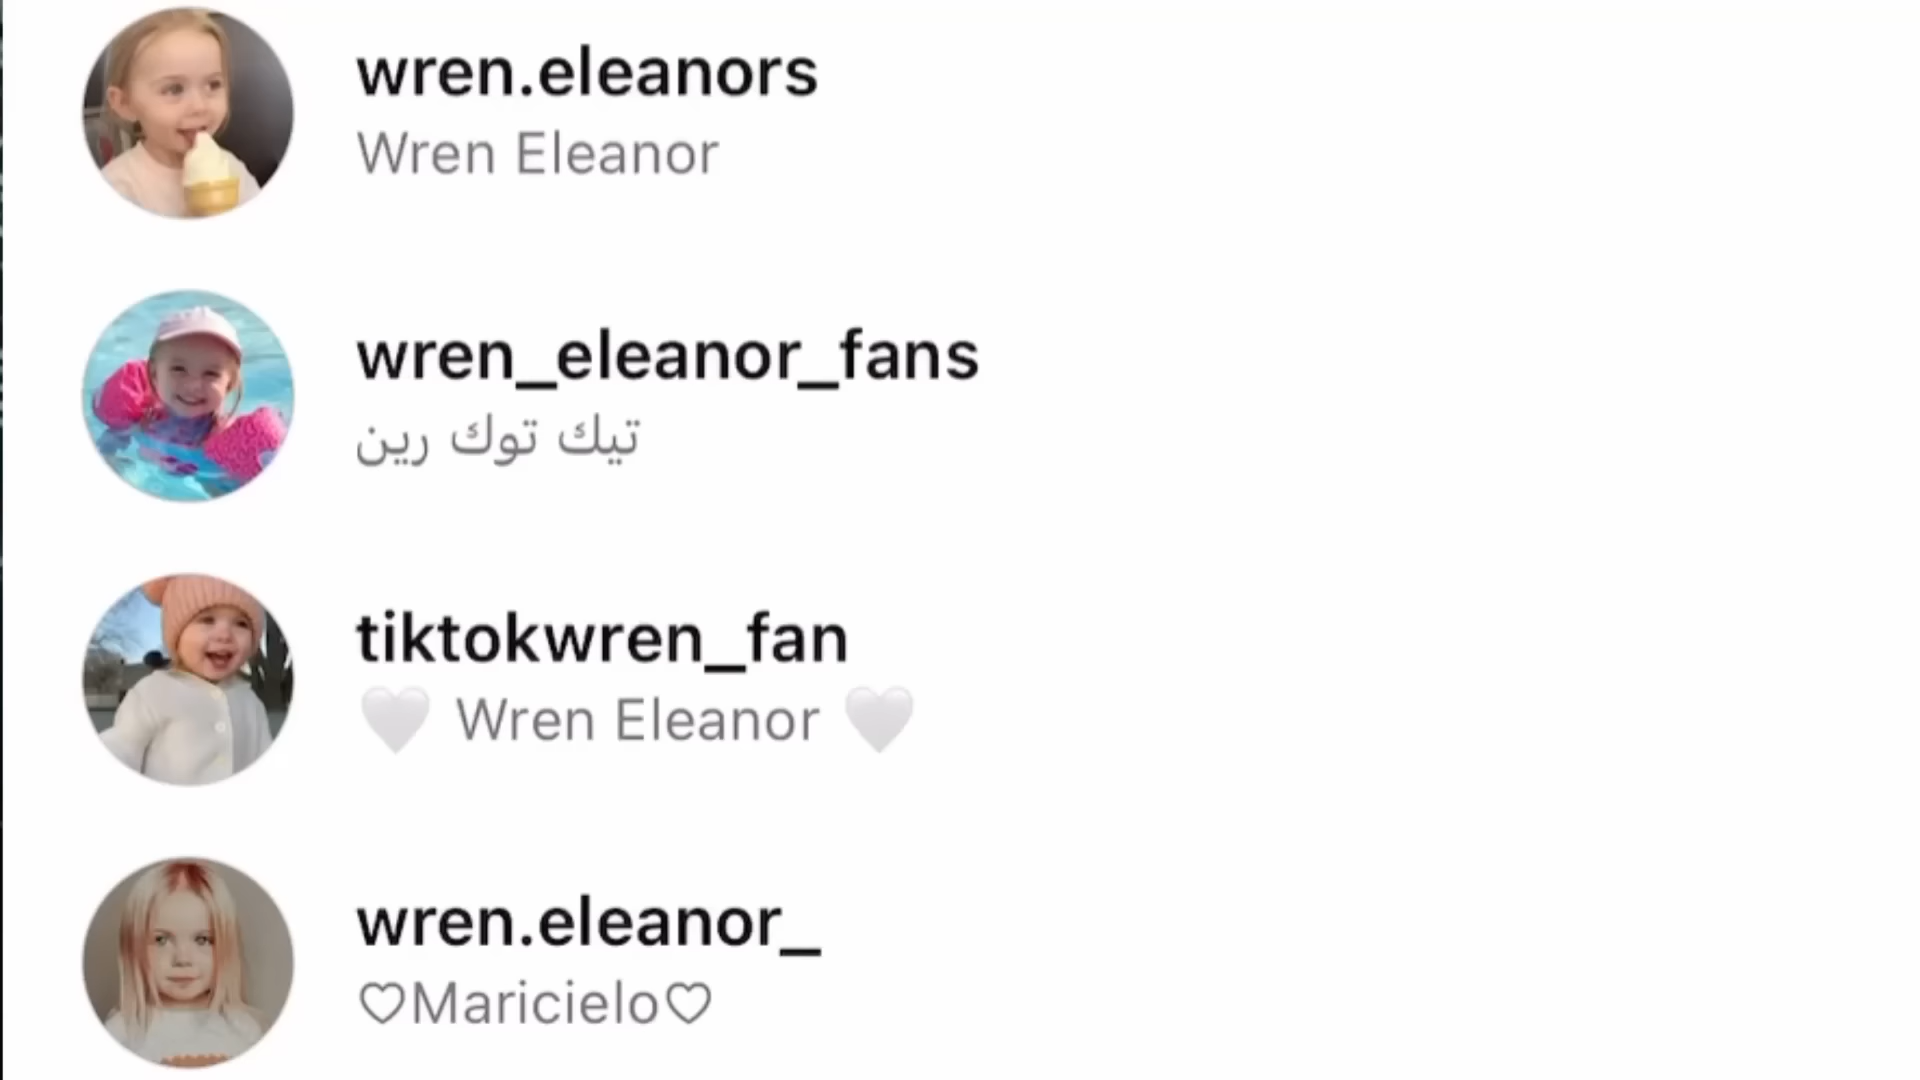 wren.eleanors
Wren Eleanor
wren_eleanor_fans
تيك توك رين
tiktokwren_fan
🤍 Wren Eleanor 🤍
wren.eleanor_
♡Maricielo♡